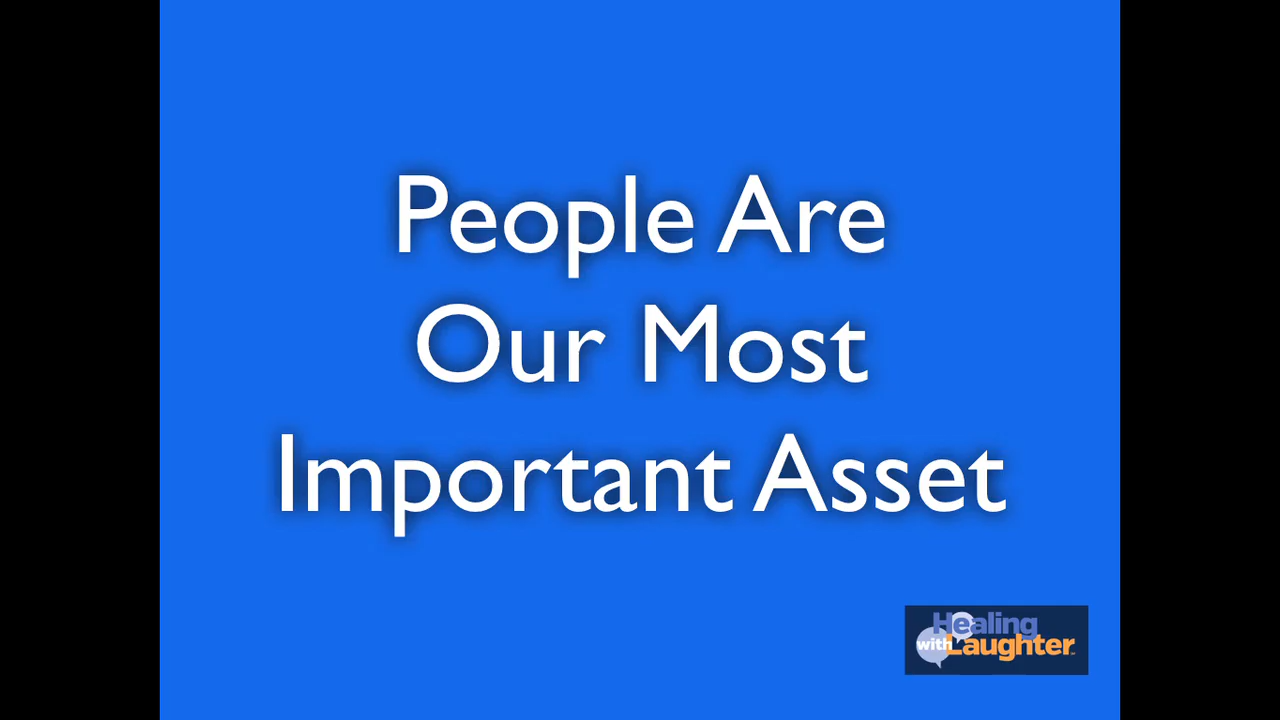 People Are
Our Most
Important Asset
Healing
with Laughter